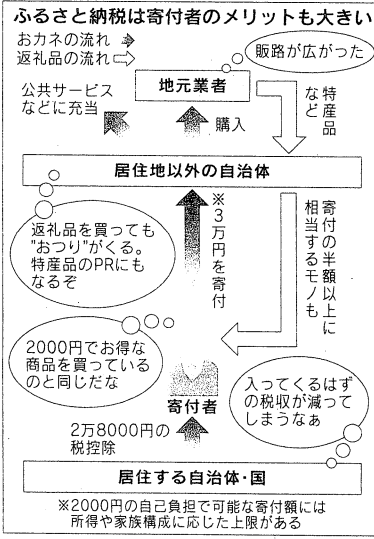 ふるさと納税は寄付者のメリットも大きい
おカネの流れ
返礼品の流れ
販路が広がった
地元業者
公共サービス
などに充当
購入
特産品
など
居住地以外の自治体
返礼品を買っても
"おつり"がくる。
特産品のPRにも
なるぞ
※3万円を寄付
寄付の半額以上に
相当するモノも
2000円でお得な
商品を買っている
のと同じだな
寄付者
入ってくるはず
の税収が減って
しまうなぁ
2万8000円の
税控除
居住する自治体・国
※2000円の自己負担で可能な寄付額には
所得や家族構成に応じた上限がある